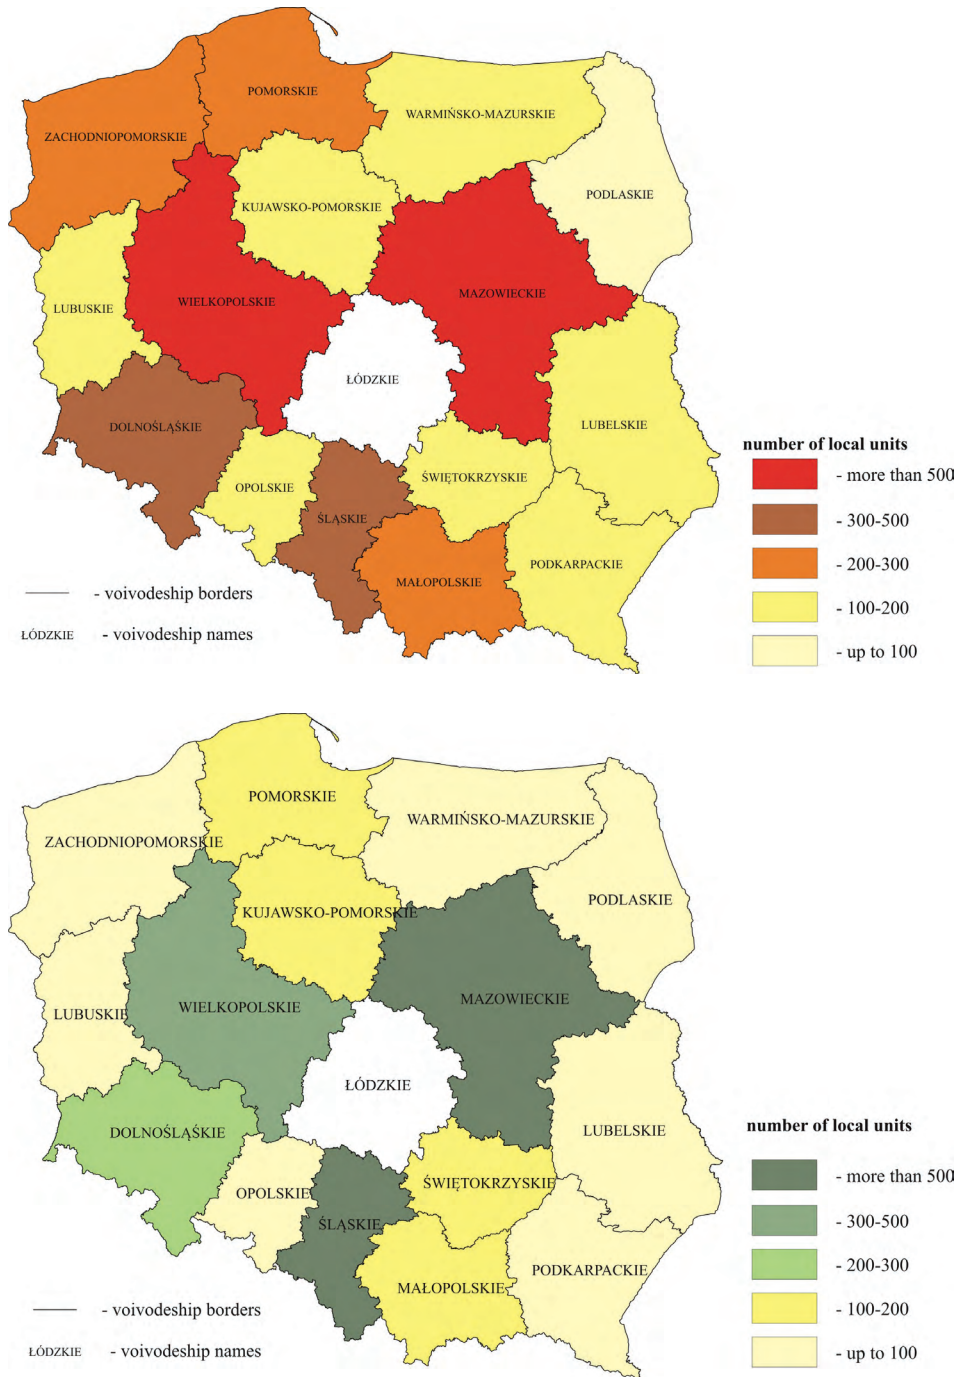 POMORSKIE
WARMIŃSKO-MAZURSKIE
ZACHODNIOPOMORSKIE
PODLASKIE
KUJAWSKO-POMORSKIE
MAZOWIECKIE
WIELKOPOLSKIE
LUBUSKIE
ŁÓDZKIE
DOLNOŚLĄSKIE
LUBELSKIE
ŚWIĘTOKRZYSKIE
OPOLSKIE
ŚLĄSKIE
PODKARPACKIE
MAŁOPOLSKIE
number of local units
- more than 500
- 300-500
- 200-300
- 100-200
- up to 100
- voivodeship borders
ŁÓDZKIE - voivodeship names
POMORSKIE
WARMIŃSKO-MAZURSKIE
ZACHODNIOPOMORSKIE
PODLASKIE
KUJAWSKO-POMORSKIE
MAZOWIECKIE
WIELKOPOLSKIE
LUBUSKIE
ŁÓDZKIE
DOLNOŚLĄSKIE
LUBELSKIE
ŚWIĘTOKRZYSKIE
OPOLSKIE
ŚLĄSKIE
PODKARPACKIE
MAŁOPOLSKIE
number of local units
- more than 500
- 300-500
- 200-300
- 100-200
- up to 100
- voivodeship borders
ŁÓDZKIE - voivodeship names